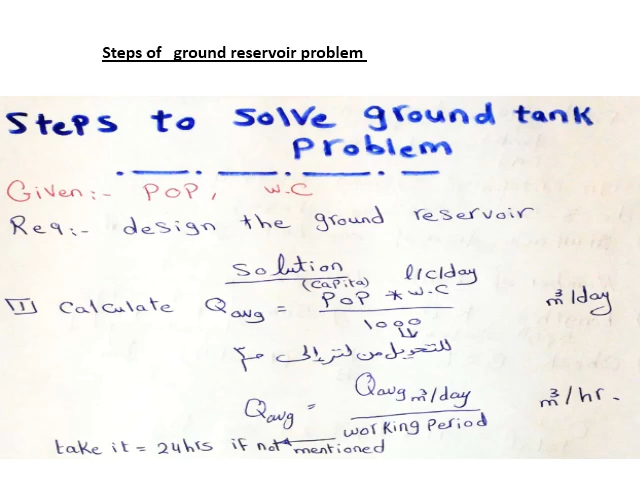 Steps of ground reservoir problem
Steps to solve ground tank
Problem
Given:- POP, W.C
Req:- design the ground reservoir
Solution
(capita) l/c/day
[1] Calculate Qavg = POP * W.C / 1000 m³/day
للتحويل من لتر إلى م٣
Qavg = Qavg m³/day / working Period m³/hr.
take it = 24hrs if not mentioned